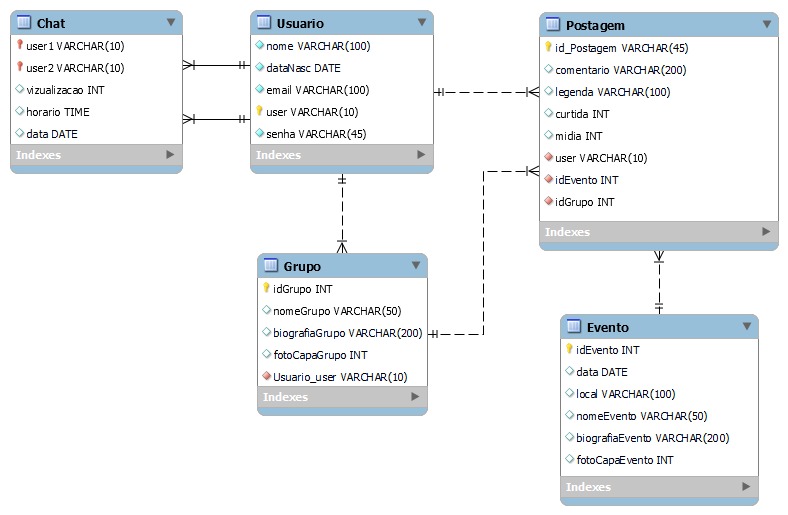 Chat
user1 VARCHAR(10)
user2 VARCHAR(10)
vizualizacao INT
horario TIME
data DATE
Indexes
Usuario
nome VARCHAR(100)
dataNasc DATE
email VARCHAR(100)
user VARCHAR(10)
senha VARCHAR(45)
Indexes
Postagem
id_Postagem VARCHAR(45)
comentario VARCHAR(200)
legenda VARCHAR(100)
curtida INT
midia INT
user VARCHAR(10)
idEvento INT
idGrupo INT
Indexes
Grupo
idGrupo INT
nomeGrupo VARCHAR(50)
biografiaGrupo VARCHAR(200)
fotoCapaGrupo INT
Usuario_user VARCHAR(10)
Indexes
Evento
idEvento INT
data DATE
local VARCHAR(100)
nomeEvento VARCHAR(50)
biografiaEvento VARCHAR(200)
fotoCapaEvento INT
Indexes